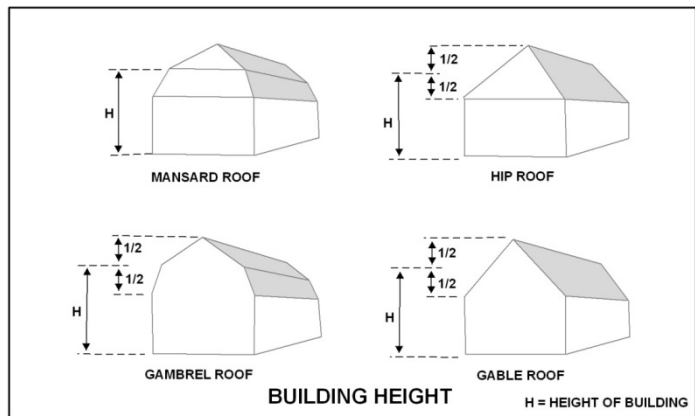 1/2
1/2
H
H
MANSARD ROOF
HIP ROOF
1/2
1/2
1/2
1/2
H
H
GAMBREL ROOF
GABLE ROOF
BUILDING HEIGHT
H = HEIGHT OF BUILDING